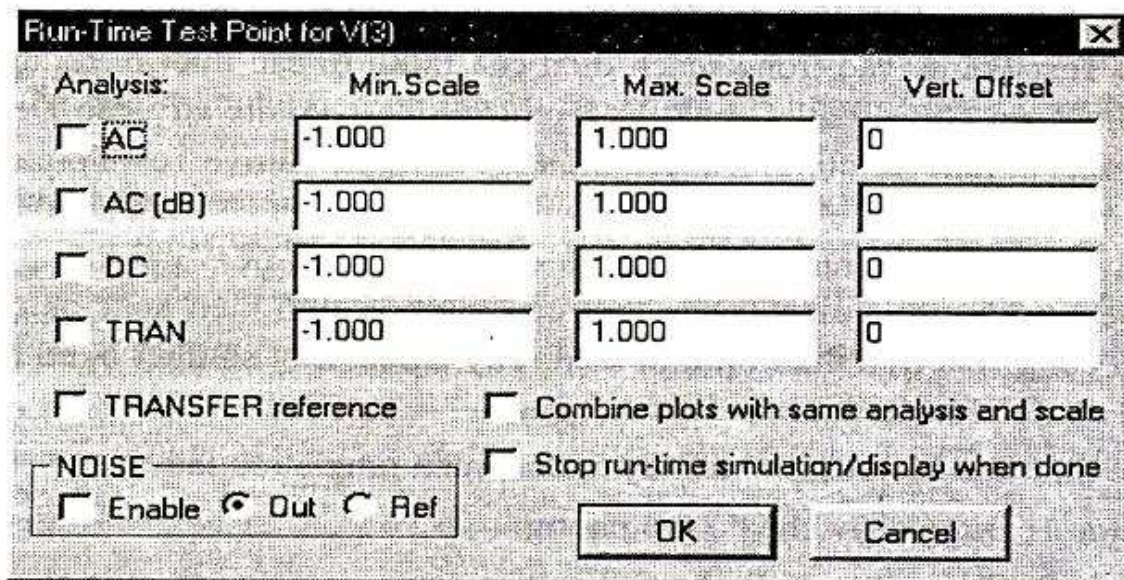 Run-Time Test Point for V(3)
Analysis: Min.Scale Max. Scale Vert. Offset
AC -1.000 1.000 0
AC (dB) -1.000 1.000 0
DC -1.000 1.000 0
TRAN -1.000 1.000 0
TRANSFER reference Combine plots with same analysis and scale
NOISE Stop run-time simulation/display when done
Enable Out Ref
OK Cancel